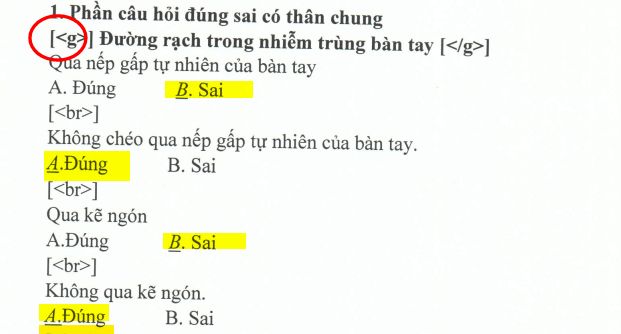 1. Phần câu hỏi đúng sai có thân chung
[<g>] Đường rạch trong nhiễm trùng bàn tay [</g>]
Qua nếp gấp tự nhiên của bàn tay
A. Đúng B. Sai
[<br>]
Không chéo qua nếp gấp tự nhiên của bàn tay.
A.Đúng B. Sai
[<br>]
Qua kẽ ngón
A.Đúng B. Sai
[<br>]
Không qua kẽ ngón.
A.Đúng B. Sai